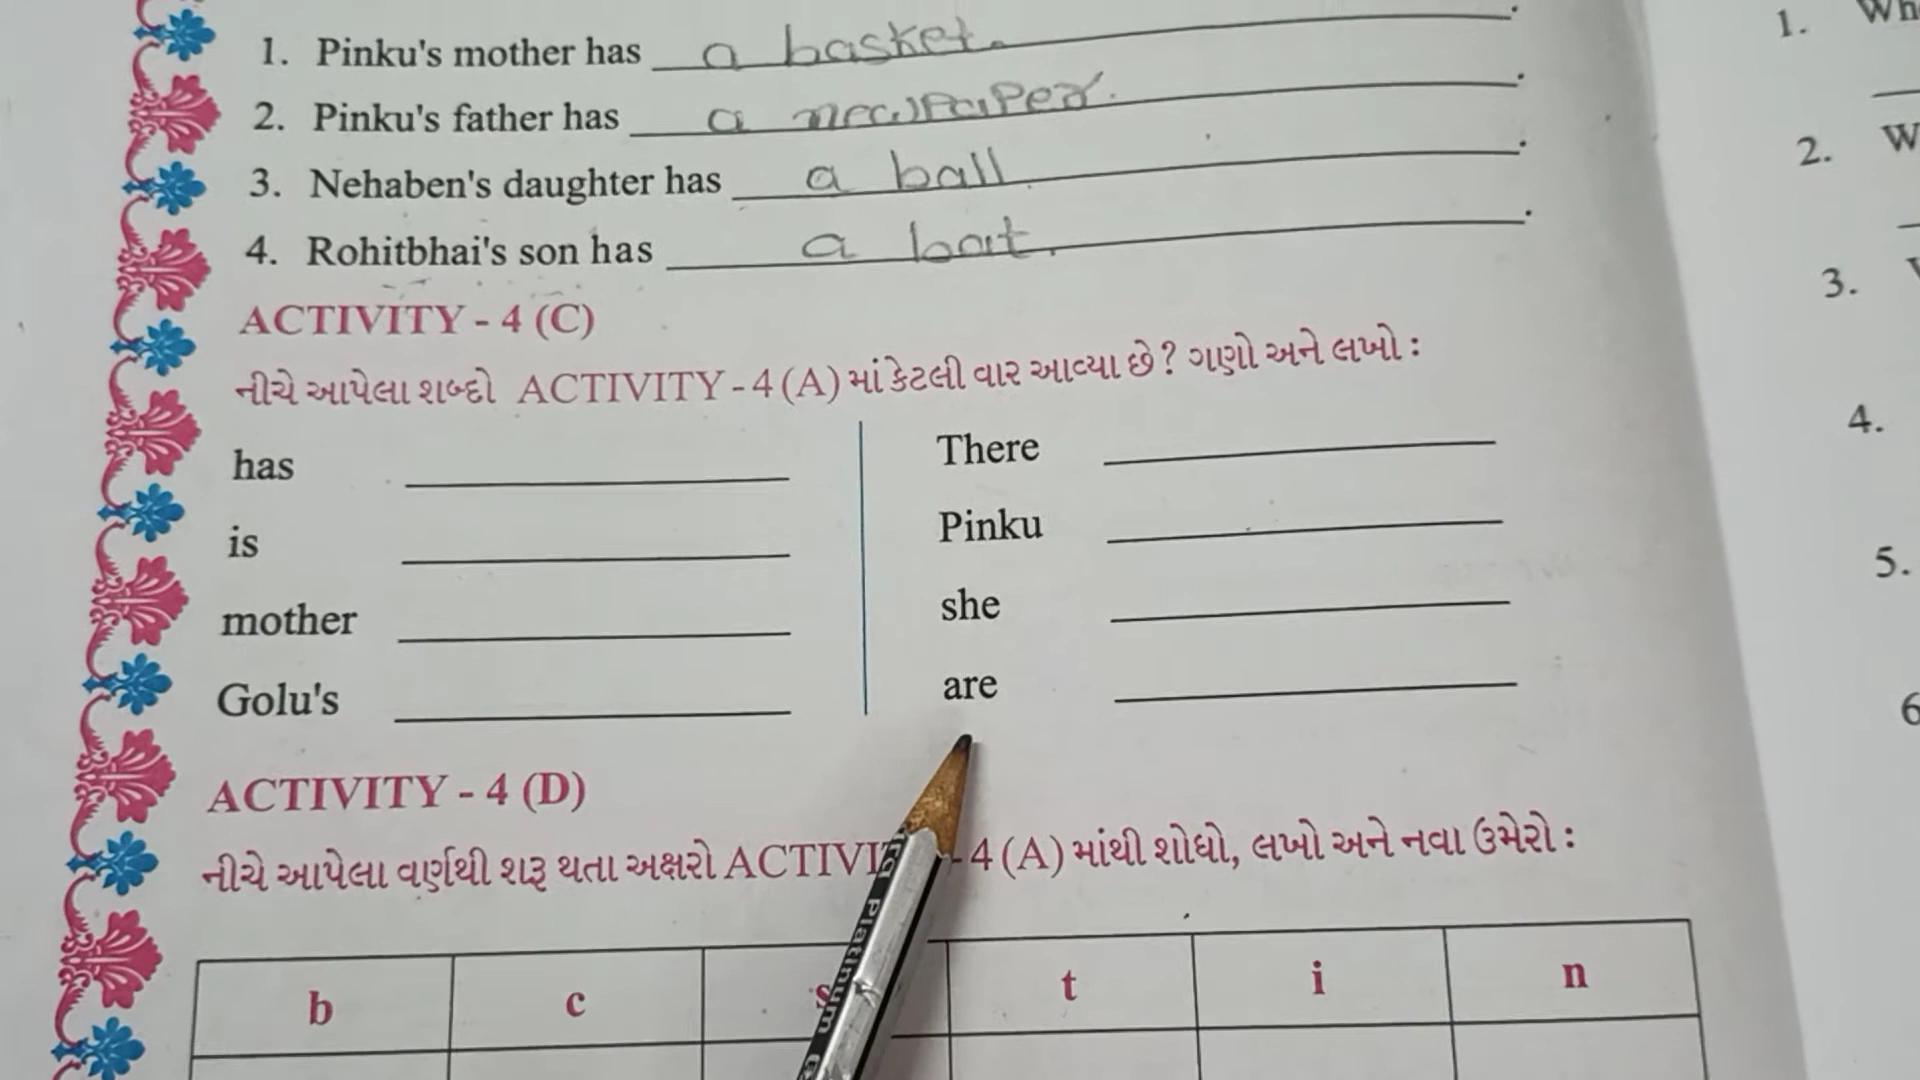 1. Pinku's mother has a basket.
2. Pinku's father has a newspaper.
3. Nehaben's daughter has a ball.
4. Rohitbhai's son has a bat.
ACTIVITY - 4 (C)
નીચે આપેલા શબ્દો ACTIVITY - 4 (A) માં કેટલી વાર આવ્યા છે? ગણો અને લખો :
has
is
mother
Golu's
There
Pinku
she
are
ACTIVITY - 4 (D)
નીચે આપેલા વર્ણથી શરૂ થતા અક્ષરો ACTIVI - 4 (A) માંથી શોધો, લખો અને નવા ઉમેરો :
b c s t i n
Platinum
1.
2. W
3.
4.
5.
6